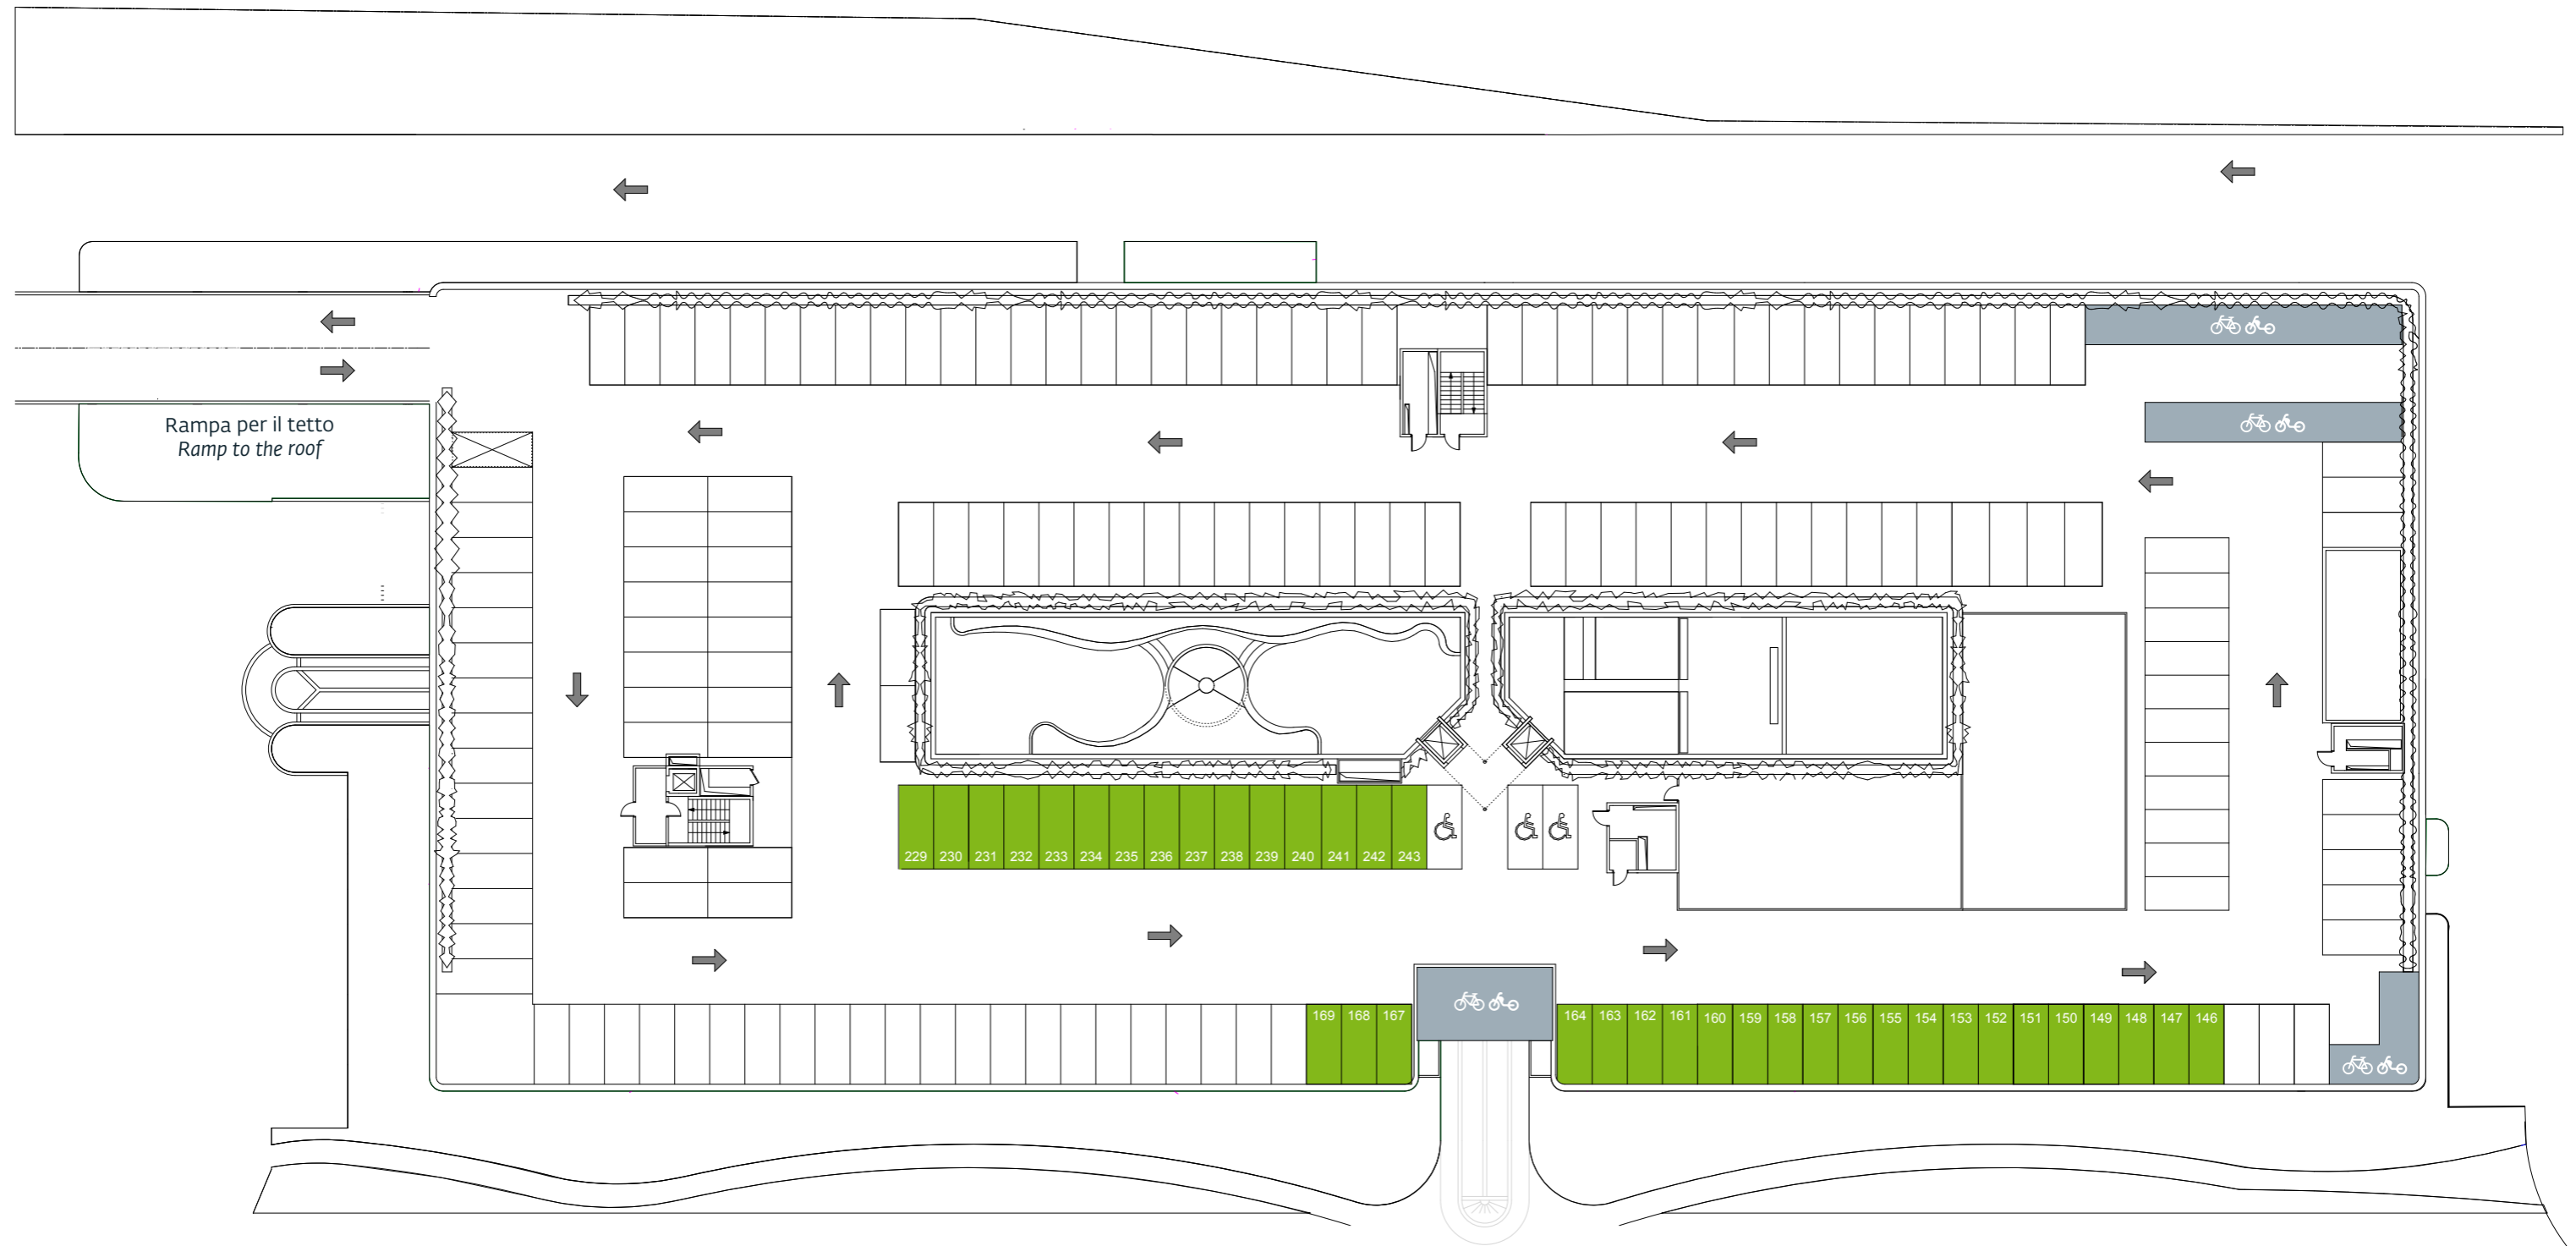 Rampa per il tetto
Ramp to the roof
229 230 231 232 233 234 235 236 237 238 239 240 241 242 243
169 168 167
164 163 162 161 160 159 158 157 156 155 154 153 152 151 150 149 148 147 146